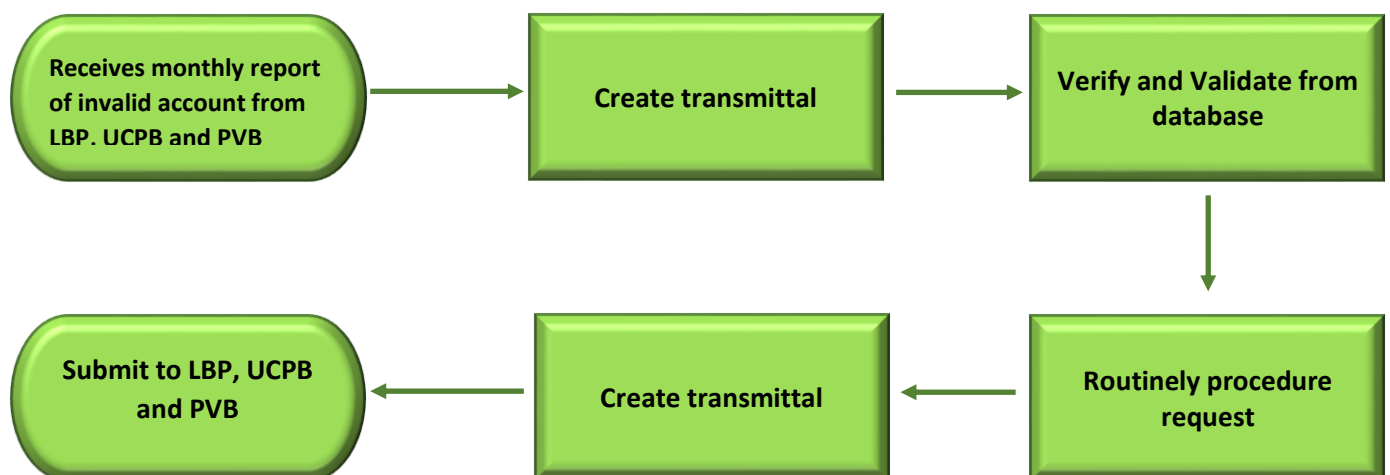 Receives monthly report
of invalid account from
LBP, UCPB and PVB
Create transmittal
Verify and Validate from
database
Routinely procedure
request
Create transmittal
Submit to LBP, UCPB
and PVB